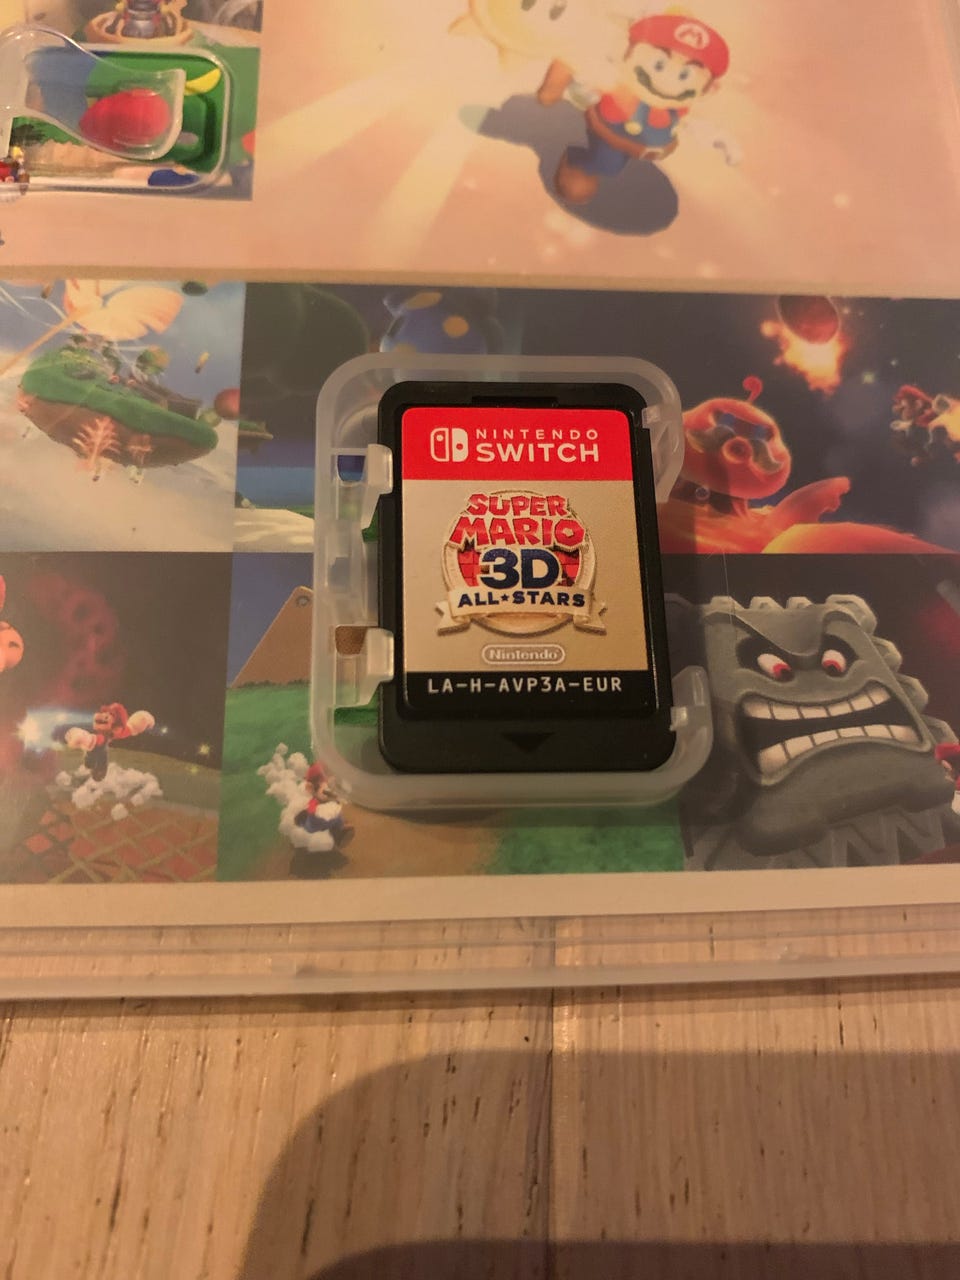 NINTENDO
SWITCH
SUPER
MARIO
3D
ALL★STARS
Nintendo
LA-H-AVP3A-EUR